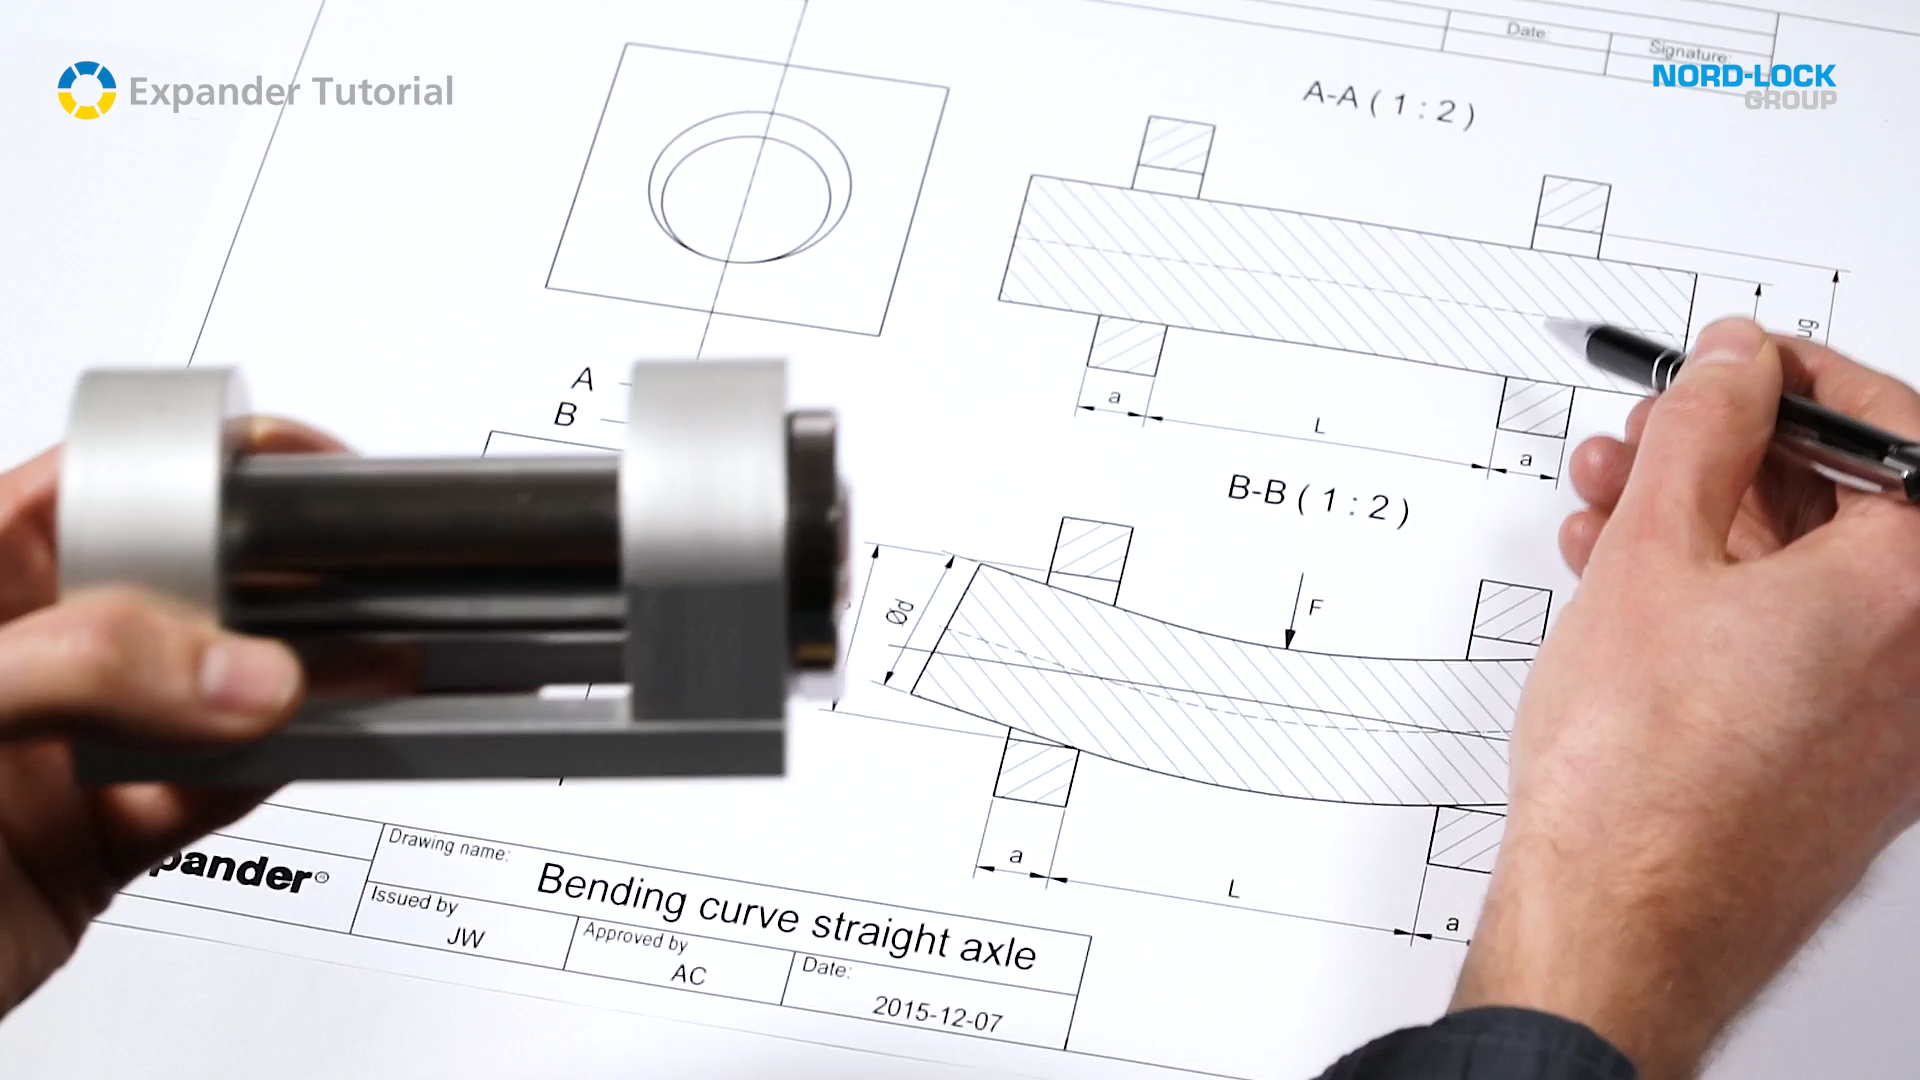 Expander Tutorial
NORD-LOCK
GROUP
Date:
Signature:
A-A ( 1 : 2 )
A
B
a
L
a
B-B ( 1 : 2 )
F
Ød
a
L
a
pander®
Drawing name:
Bending curve straight axle
Issued by
JW
Approved by
AC
Date:
2015-12-07